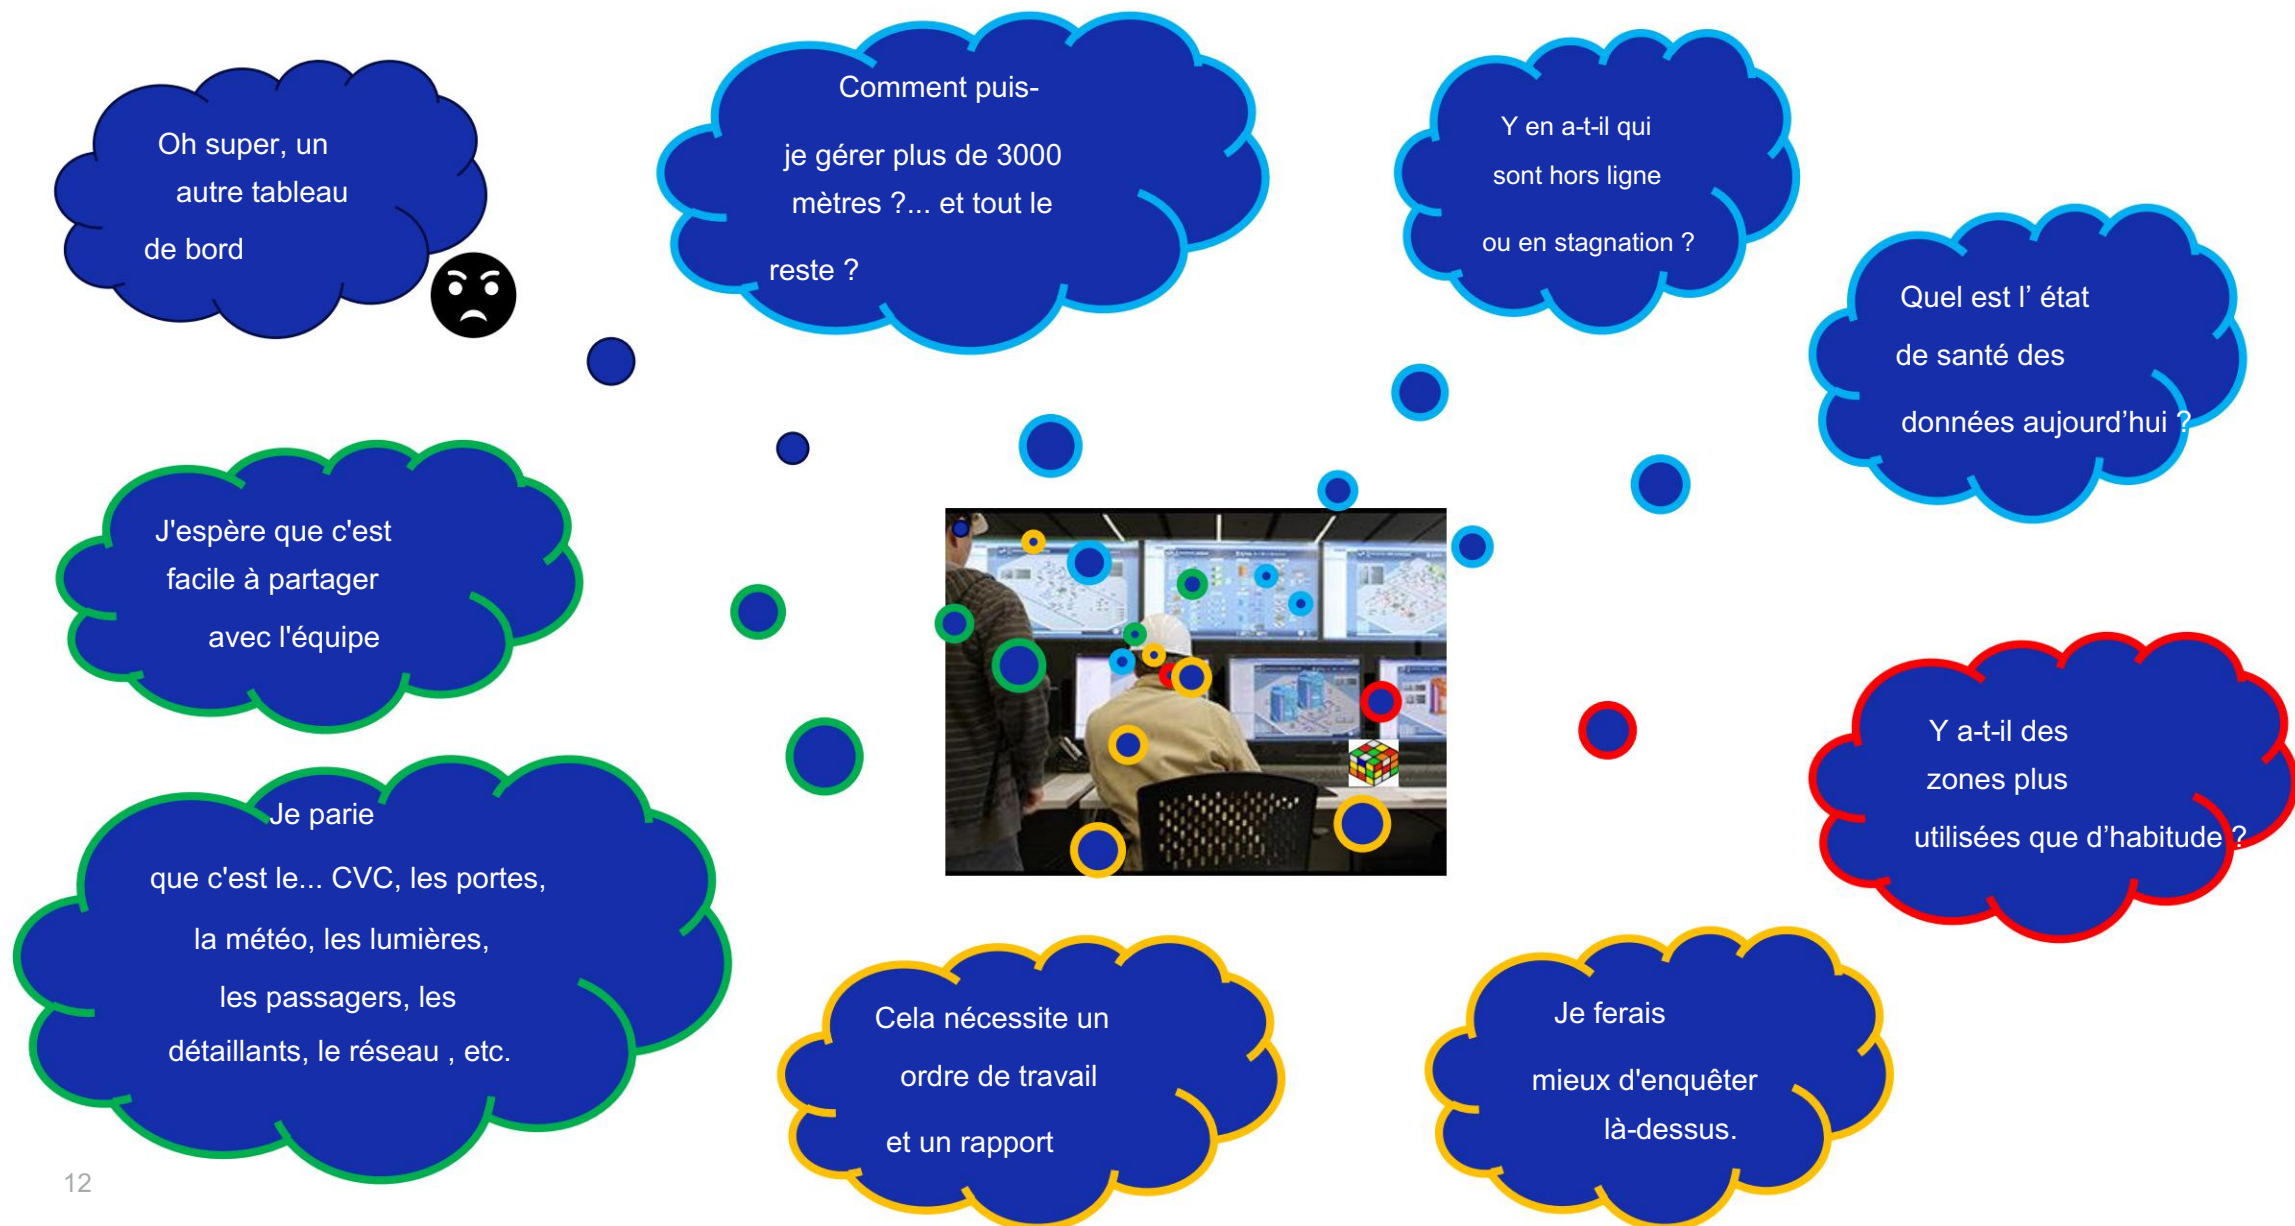 Oh super, un
autre tableau
de bord
Comment puis-
je gérer plus de 3000
mètres ?... et tout le
reste ?
Y en a-t-il qui
sont hors ligne
ou en stagnation ?
Quel est l’ état
de santé des
données aujourd’hui ?
J'espère que c'est
facile à partager
avec l'équipe
Y a-t-il des
zones plus
utilisées que d’habitude ?
Je parie
que c'est le... CVC, les portes,
la météo, les lumières,
les passagers, les
détaillants, le réseau , etc.
Cela nécessite un
ordre de travail
et un rapport
Je ferais
mieux d'enquêter
là-dessus.
12